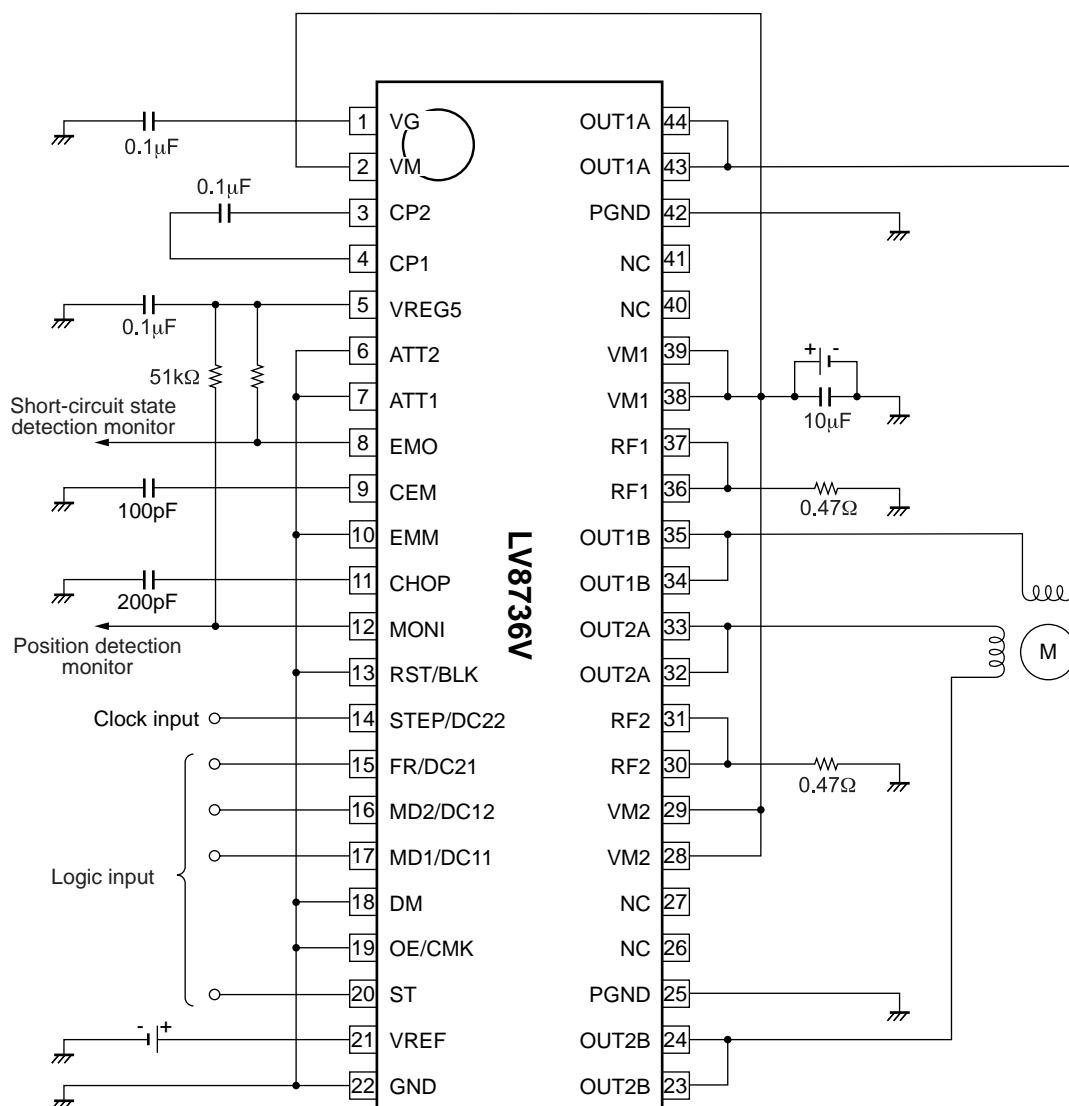 1 VG OUT1A 44
0.1µF
2 VM OUT1A 43
0.1µF
3 CP2 PGND 42
4 CP1 NC 41
5 VREG5 NC 40
0.1µF
6 ATT2 VM1 39
+ -
51kΩ
7 ATT1 VM1 38
10µF
Short-circuit state
detection monitor
8 EMO RF1 37
9 CEM RF1 36
100pF
0.47Ω
10 EMM OUT1B 35
11 CHOP OUT1B 34
200pF
LV8736V
12 MONI OUT2A 33
Position detection
monitor
M
13 RST/BLK OUT2A 32
Clock input
14 STEP/DC22 RF2 31
15 FR/DC21 RF2 30
0.47Ω
16 MD2/DC12 VM2 29
17 MD1/DC11 VM2 28
Logic input
18 DM NC 27
19 OE/CMK NC 26
20 ST PGND 25
- +
21 VREF OUT2B 24
22 GND OUT2B 23